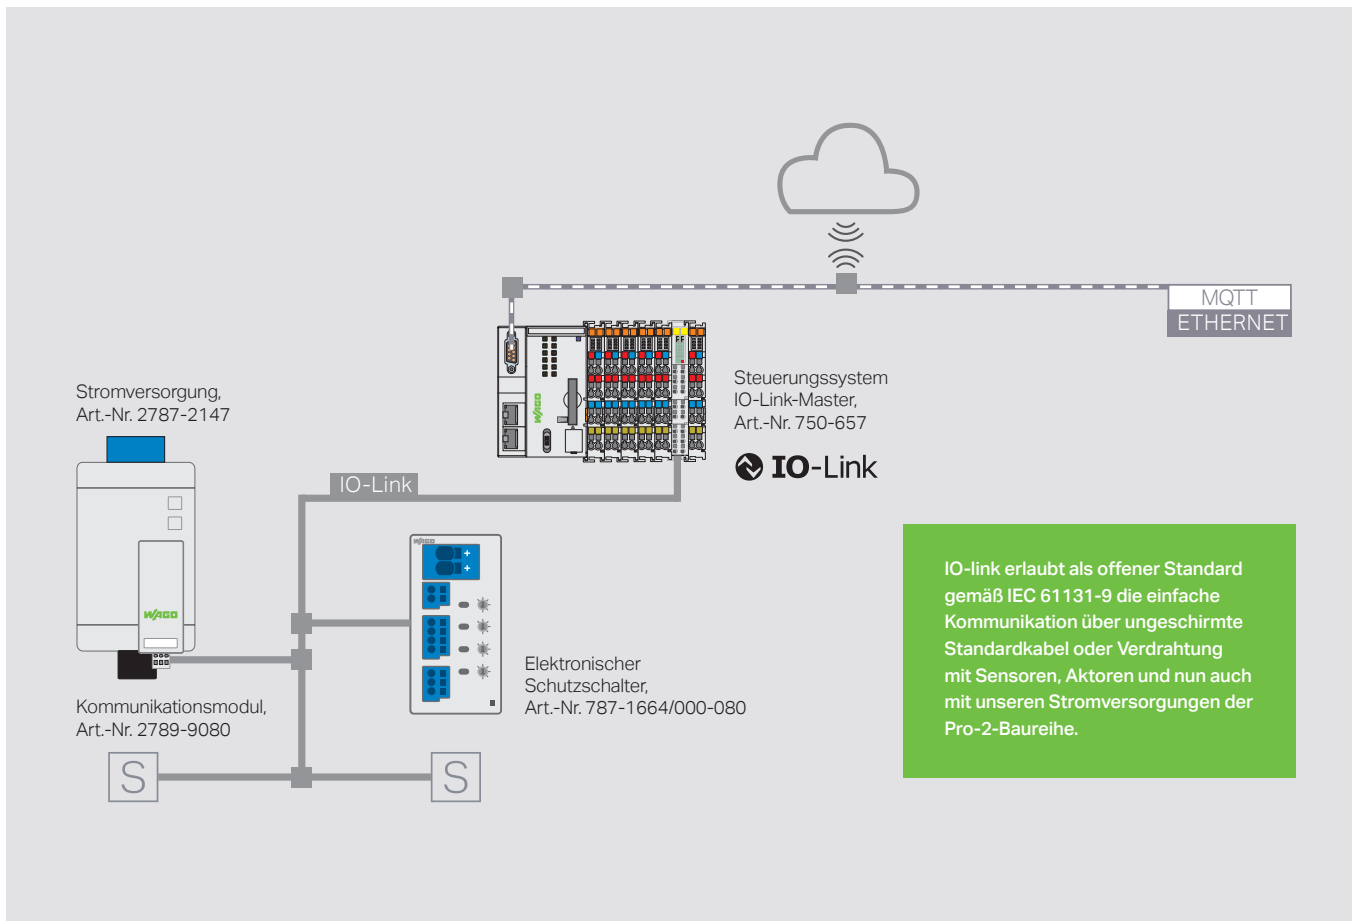 MQTT
ETHERNET
Stromversorgung,
Art.-Nr. 2787-2147
WAGO
Steuerungssystem
IO-Link-Master,
Art.-Nr. 750-657
IO-Link
IO-Link
WAGO
+
+
WAGO
Elektronischer
Schutzschalter,
Art.-Nr. 787-1664/000-080
Kommunikationsmodul,
Art.-Nr. 2789-9080
S
S
IO-link erlaubt als offener Standard
gemäß IEC 61131-9 die einfache
Kommunikation über ungeschirmte
Standardkabel oder Verdrahtung
mit Sensoren, Aktoren und nun auch
mit unseren Stromversorgungen der
Pro-2-Baureihe.